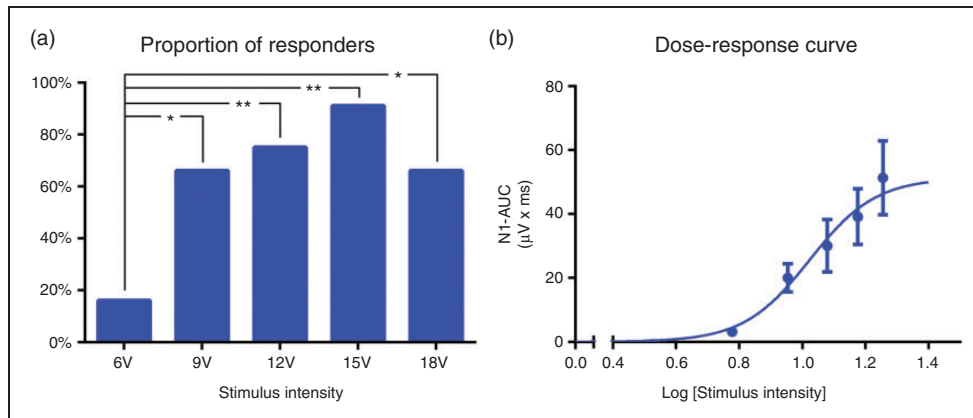 (a)
Proportion of responders
100%
80%
60%
40%
20%
0%
*
**
**
*
6V 9V 12V 15V 18V
Stimulus intensity
(b)
Dose-response curve
N1-AUC
(μV x ms)
80
60
40
20
0
0.0 0.4 0.6 0.8 1.0 1.2 1.4
Log [Stimulus intensity]